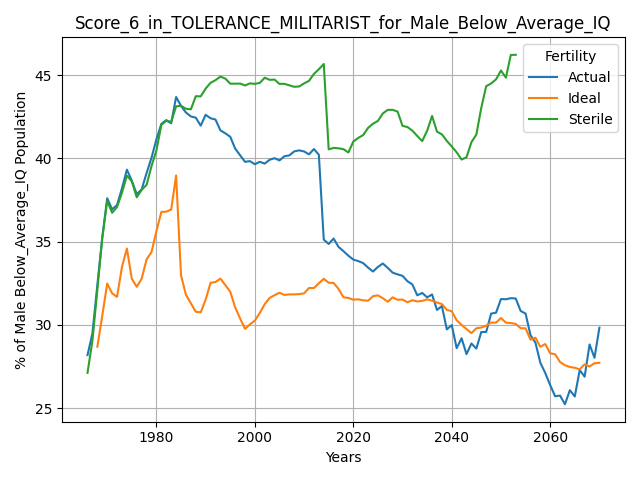 Score_6_in_TOLERANCE_MILITARIST_for_Male_Below_Average_IQ
% of Male Below_Average_IQ Population
45
40
35
30
25
Fertility
Actual
Ideal
Sterile
1980
2000
2020
2040
2060
Years